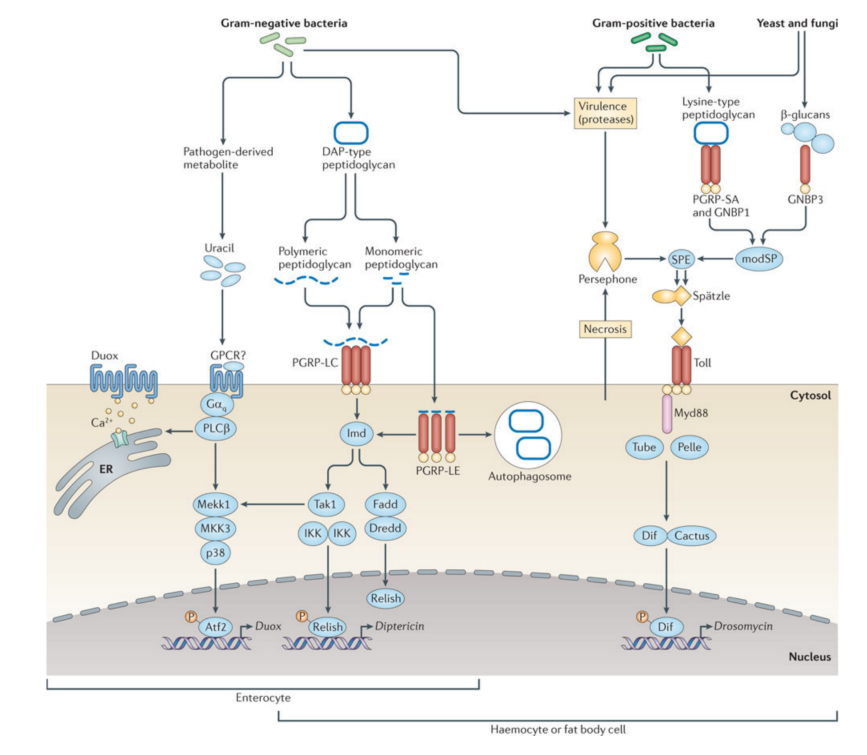 Gram-negative bacteria
Gram-positive bacteria
Yeast and fungi
Virulence
(proteases)
Lysine-type
peptidoglycan
β-glucans
Pathogen-derived
metabolite
DAP-type
peptidoglycan
PGRP-SA
and GNBP1
GNBP3
Uracil
Polymeric
peptidoglycan
Monomeric
peptidoglycan
Persephone
SPE
modSP
Spätzle
Necrosis
Duox
GPCR?
PGRP-LC
Toll
Cytosol
Ca²⁺
Gαq
PLCβ
Imd
PGRP-LE
Autophagosome
Myd88
Tube
Pelle
ER
Mekk1
Tak1
Fadd
MKK3
IKK
IKK
Dredd
p38
Dif
Cactus
Relish
P
Atf2
Duox
P
Relish
Diptericin
P
Dif
Drosomycin
Nucleus
Enterocyte
Haemocyte or fat body cell